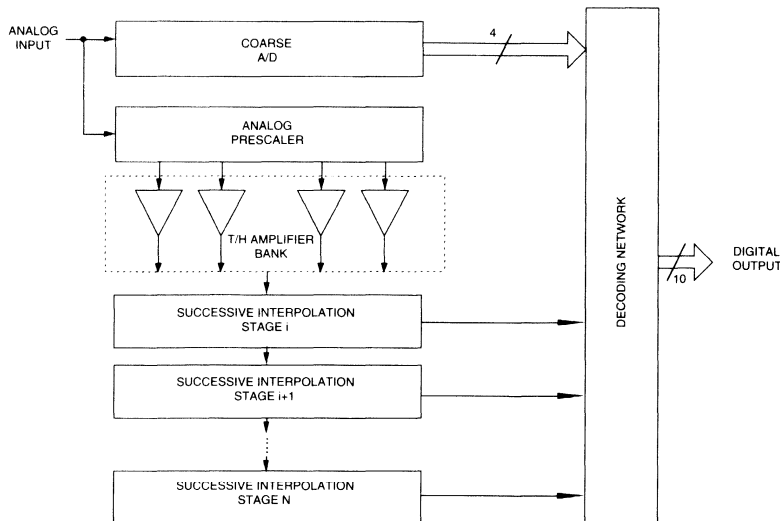 ANALOG
INPUT
COARSE
A/D
4
ANALOG
PRESCALER
T/H AMPLIFIER
BANK
SUCCESSIVE INTERPOLATION
STAGE i
SUCCESSIVE INTERPOLATION
STAGE i+1
SUCCESSIVE INTERPOLATION
STAGE N
DECODING NETWORK
10
DIGITAL
OUTPUT